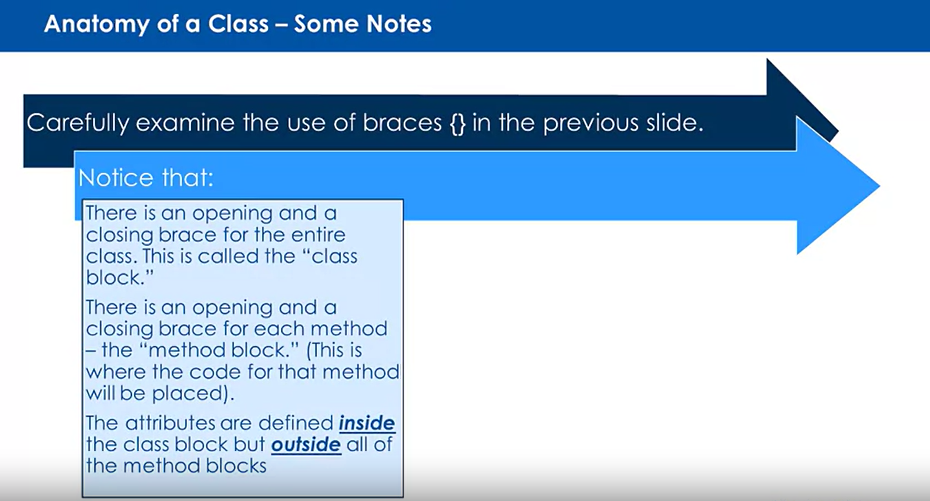 Anatomy of a Class – Some Notes
Carefully examine the use of braces {} in the previous slide.
Notice that:
There is an opening and a
closing brace for the entire
class. This is called the “class
block.”
There is an opening and a
closing brace for each method
– the “method block.” (This is
where the code for that method
will be placed).
The attributes are defined inside
the class block but outside all of
the method blocks